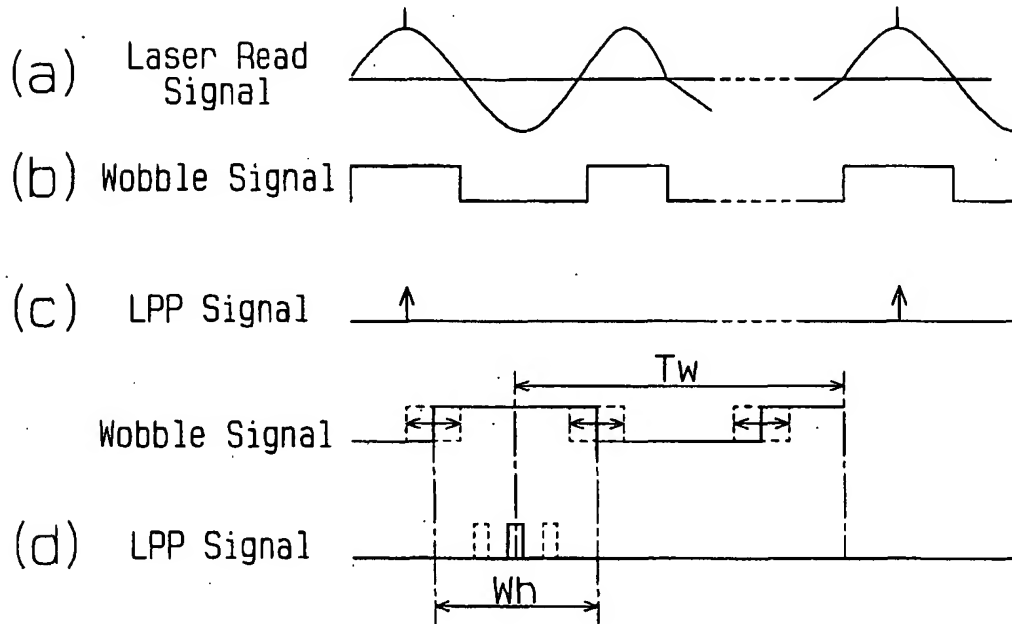 (a) Laser Read
Signal
(b) Wobble Signal
(c) LPP Signal
Tw
Wobble Signal
(d) LPP Signal
Wh